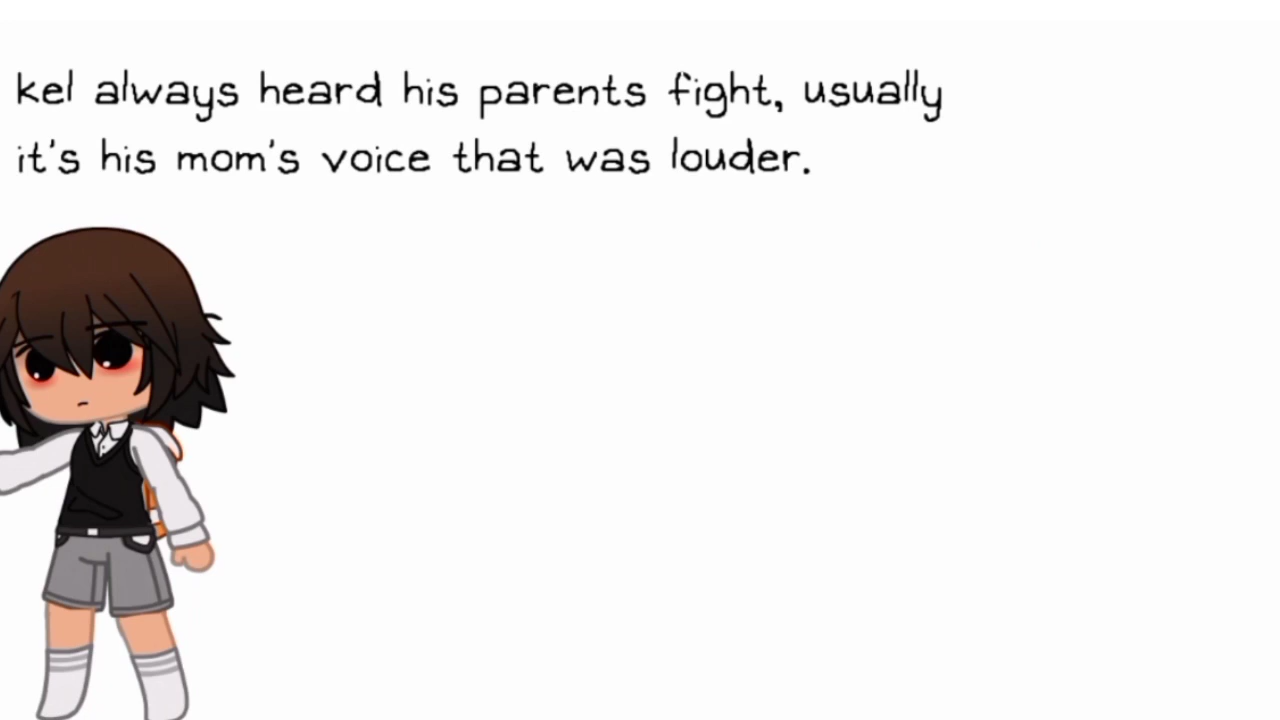 kel always heard his parents fight, usually
it's his mom's voice that was louder.